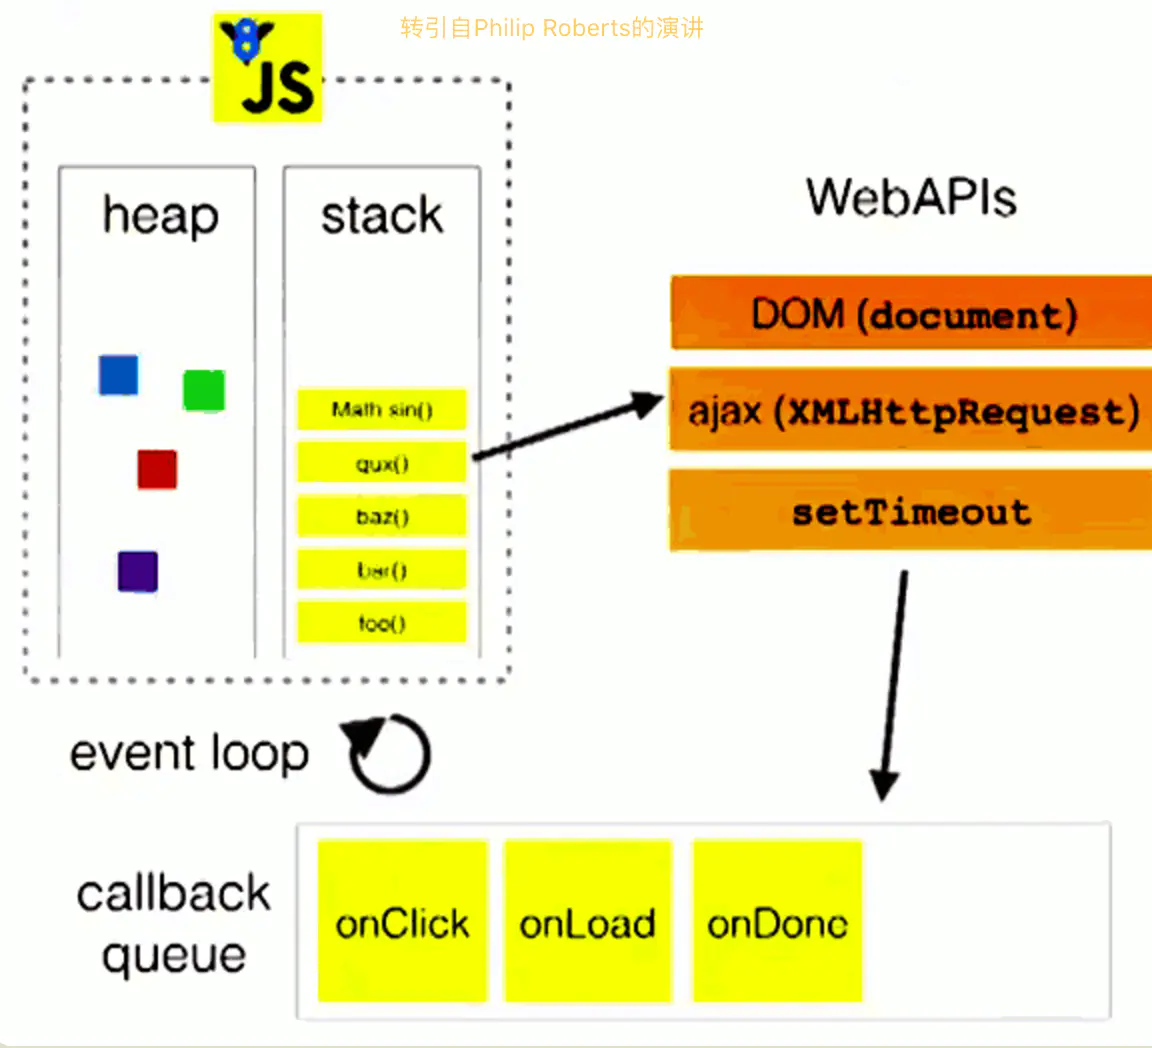 转引自Philip Roberts的演讲
8
JS
heap
stack
WebAPIs
DOM (document)
ajax (XMLHttpRequest)
setTimeout
Math sin()
qux()
baz()
bar()
foo()
event loop
callback
queue
onClick
onLoad
onDone